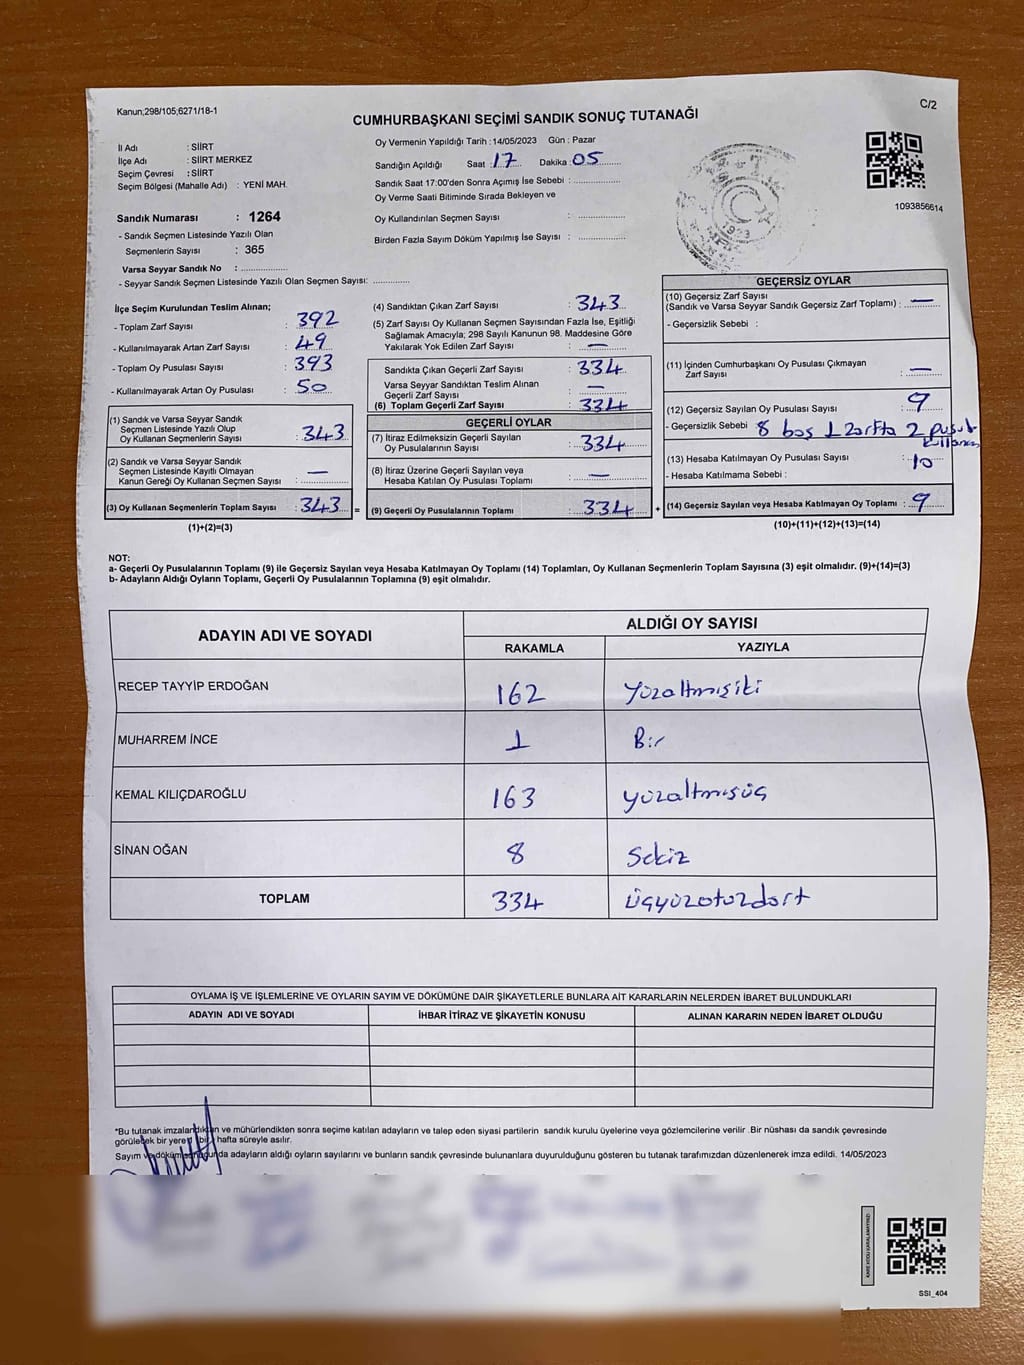 Kanun;298/105;6271/18-1
C/2
CUMHURBAŞKANI SEÇİMİ SANDIK SONUÇ TUTANAĞI
İl Adı : SİİRT
İlçe Adı : SİİRT MERKEZ
Seçim Çevresi : SİİRT
Seçim Bölgesi (Mahalle Adı) : YENİ MAH.
Sandık Numarası : 1264
- Sandık Seçmen Listesinde Yazılı Olan
Seçmenlerin Sayısı : 365
Varsa Seyyar Sandık No : ................
- Seyyar Sandık Seçmen Listesinde Yazılı Olan Seçmen Sayısı: .............
Oy Vermenin Yapıldığı Tarih : 14/05/2023 Gün : Pazar
Sandığın Açıldığı Saat : 17 Dakika : 05
Sandık Saat 17:00'den Sonra Açımış İse Sebebi : ................
Oy Verme Saati Bitiminde Sırada Bekleyen ve
Oy Kullandırılan Seçmen Sayısı : ................
Birden Fazla Sayım Döküm Yapılmış İse Sayısı : ................
1923
1093856614
İlçe Seçim Kurulundan Teslim Alınan;
- Toplam Zarf Sayısı : 392
- Kullanılmayarak Artan Zarf Sayısı : 49
- Toplam Oy Pusulası Sayısı : 393
- Kullanılmayarak Artan Oy Pusulası : 50
(1) Sandık ve Varsa Seyyar Sandık
Seçmen Listesinde Yazılı Olup
Oy Kullanan Seçmenlerin Sayısı : 343
(2) Sandık ve Varsa Seyyar Sandık
Seçmen Listesinde Kayıtlı Olmayan
Kanun Gereği Oy Kullanan Seçmen Sayısı : —
(3) Oy Kullanan Seçmenlerin Toplam Sayısı : 343 =
(1)+(2)=(3)
(4) Sandıktan Çıkan Zarf Sayısı : 343
(5) Zarf Sayısı Oy Kullanan Seçmen Sayısından Fazla İse, Eşitliği
Sağlamak Amacıyla; 298 Sayılı Kanunun 98. Maddesine Göre
Yakılarak Yok Edilen Zarf Sayısı : —
Sandıkta Çıkan Geçerli Zarf Sayısı : 334
Varsa Seyyar Sandıktan Teslim Alınan
Geçerli Zarf Sayısı : —
(6) Toplam Geçerli Zarf Sayısı : 334
GEÇERLİ OYLAR
(7) İtiraz Edilmeksizin Geçerli Sayılan
Oy Pusulalarının Sayısı : 334
(8) İtiraz Üzerine Geçerli Sayılan veya
Hesaba Katılan Oy Pusulası Toplamı : —
(9) Geçerli Oy Pusulalarının Toplamı : 334 +
GEÇERSİZ OYLAR
(10) Geçersiz Zarf Sayısı
(Sandık ve Varsa Seyyar Sandık Geçersiz Zarf Toplamı) : —
- Geçersizlik Sebebi :
(11) İçinden Cumhurbaşkanı Oy Pusulası Çıkmayan
Zarf Sayısı : —
(12) Geçersiz Sayılan Oy Pusulası Sayısı : 9
- Geçersizlik Sebebi : 8 boş 1 zarfta 2 pusula
(13) Hesaba Katılmayan Oy Pusulası Sayısı : 10
- Hesaba Katılmama Sebebi :
(14) Geçersiz Sayılan veya Hesaba Katılmayan Oy Toplamı : 9
(10)+(11)+(12)+(13)=(14)
NOT:
a- Geçerli Oy Pusulalarının Toplamı (9) ile Geçersiz Sayılan veya Hesaba Katılmayan Oy Toplamı (14) Toplamları, Oy Kullanan Seçmenlerin Toplam Sayısına (3) eşit olmalıdır. (9)+(14)=(3)
b- Adayların Aldığı Oyların Toplamı, Geçerli Oy Pusulalarının Toplamına (9) eşit olmalıdır.
ADAYIN ADI VE SOYADI ALDIĞI OY SAYISI
RAKAMLA YAZIYLA
RECEP TAYYİP ERDOĞAN 162 Yüzaltmışiki
MUHARREM İNCE 1 Bir
KEMAL KILIÇDAROĞLU 163 yüzaltmışüç
SİNAN OĞAN 8 Sekiz
TOPLAM 334 üçyüzotuzdört
OYLAMA İŞ VE İŞLEMLERİNE VE OYLARIN SAYIM VE DÖKÜMÜNE DAİR ŞİKAYETLERLE BUNLARA AİT KARARLARIN NELERDEN İBARET BULUNDUKLARI
ADAYIN ADI VE SOYADI İHBAR İTİRAZ VE ŞİKAYETİN KONUSU ALINAN KARARIN NEDEN İBARET OLDUĞU
*Bu tutanak imzalandıktan ve mühürlendikten sonra seçime katılan adayların ve talep eden siyasi partilerin sandık kurulu üyelerine veya gözlemcilerine verilir .Bir nüshası da sandık çevresinde
görülecek bir yere bir hafta süreyle asılır.
Sayım ve döküm sonucunda adayların aldığı oyların sayılarını ve bunların sandık çevresinde bulunanlara duyurulduğunu gösteren bu tutanak tarafımızdan düzenlenerek imza edildi. 14/05/2023
KARE KODU KARALAMAYINIZ!
SSI_404